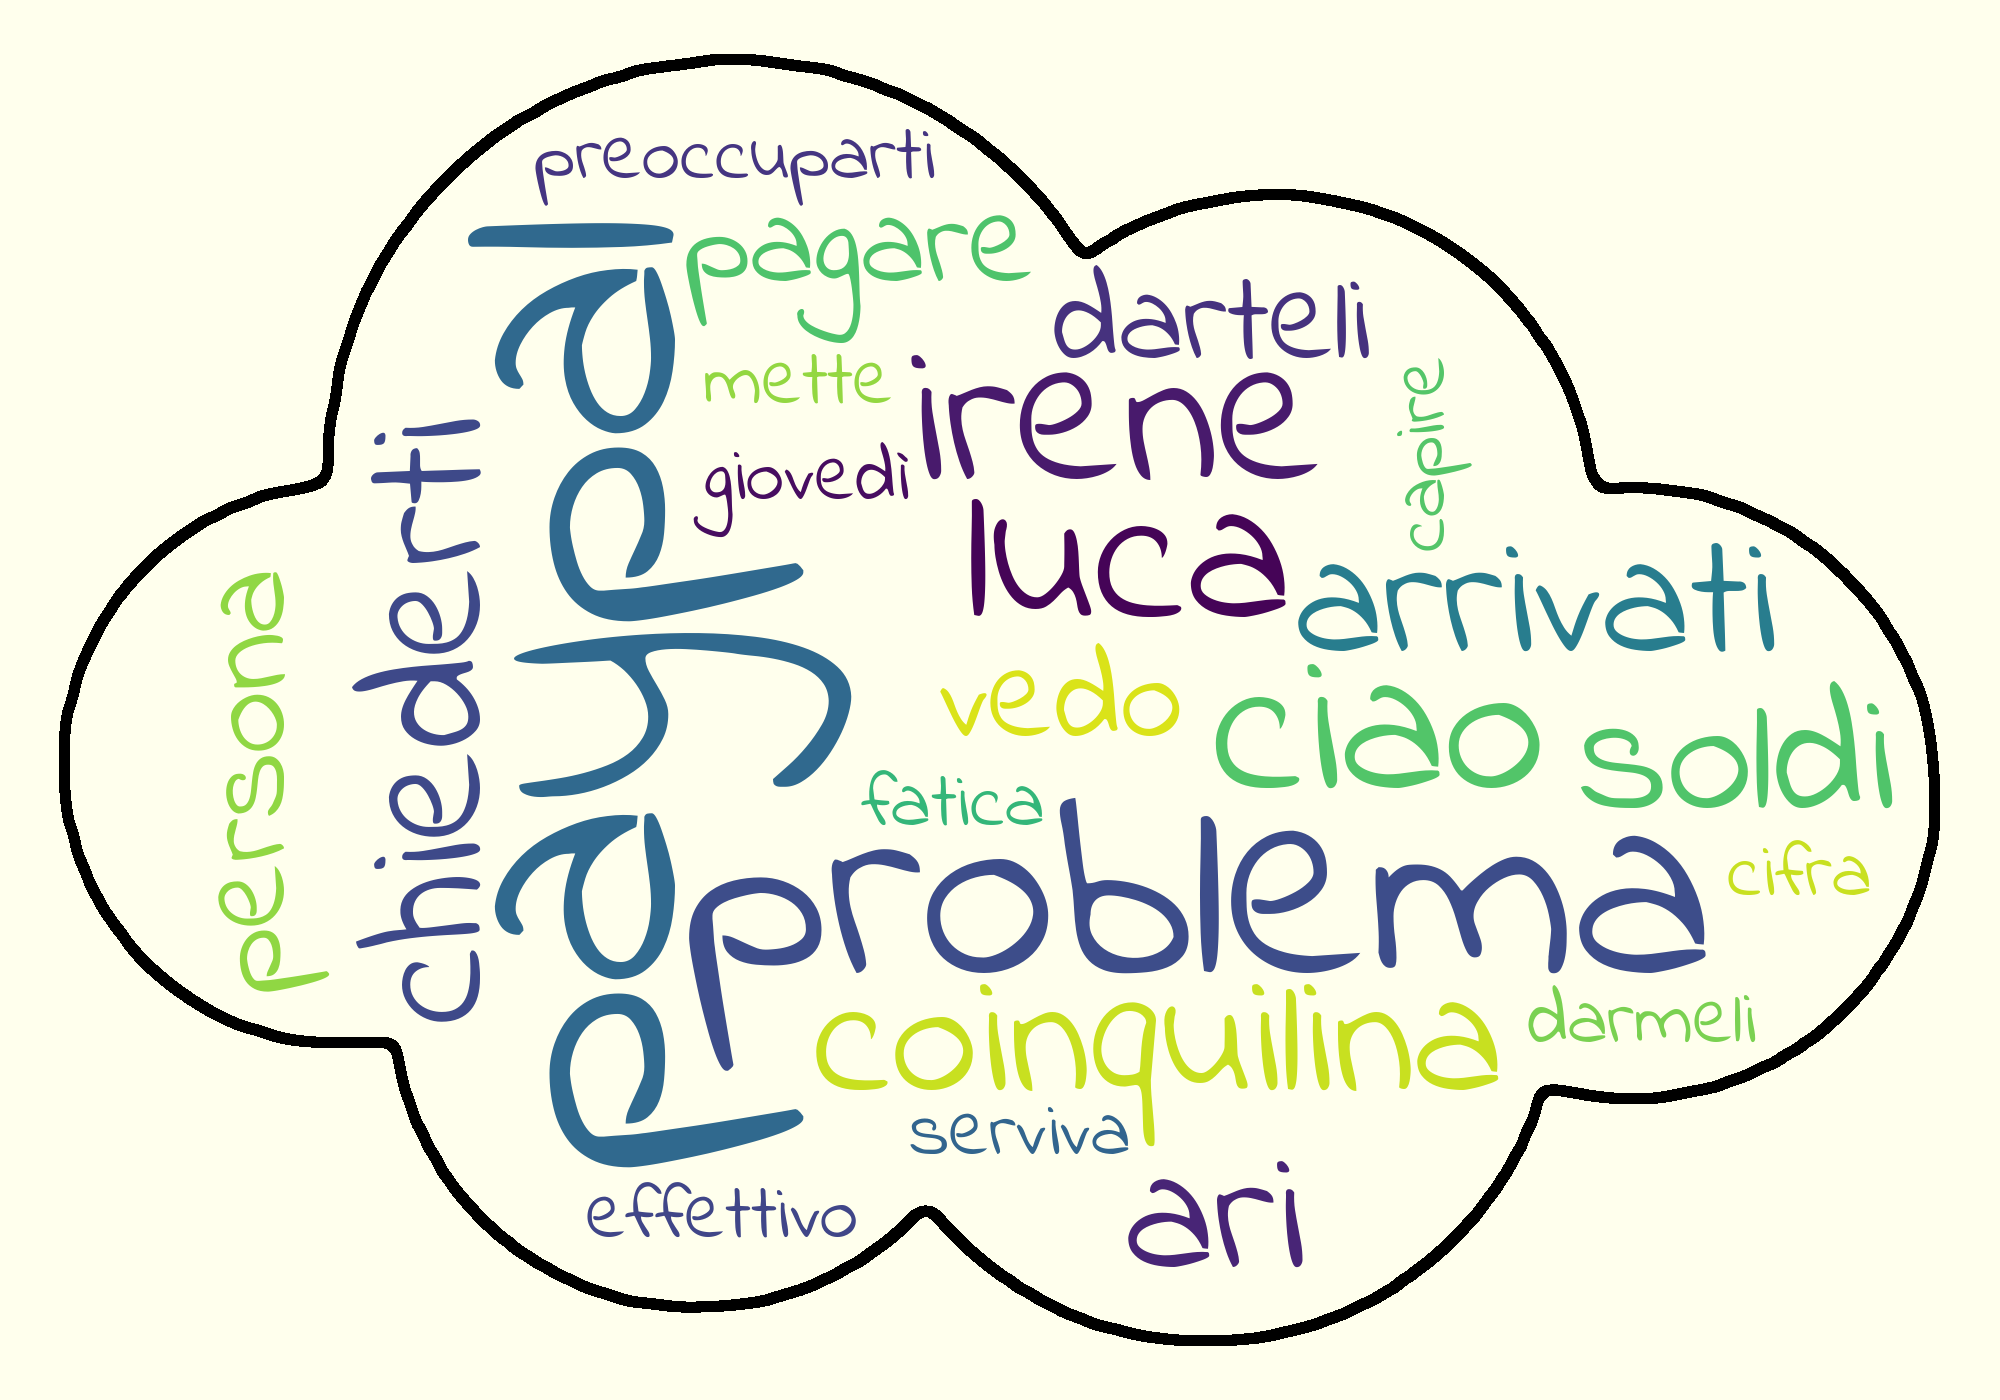 preoccuparti
pagare
darteli
paypal
mette
irene
capire
giovedi
chiederti
luca
arrivati
persona
vedo
ciao
soldi
fatica
problema
cifra
coinquilina
darmeli
serviva
effettivo
ari